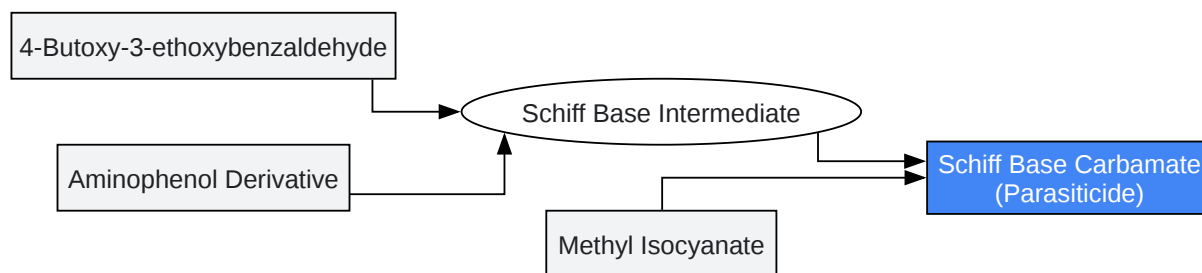 4-Butoxy-3-ethoxybenzaldehyde
Schiff Base Intermediate
Aminophenol Derivative
Schiff Base Carbamate
(Parasiticide)
Methyl Isocyanate